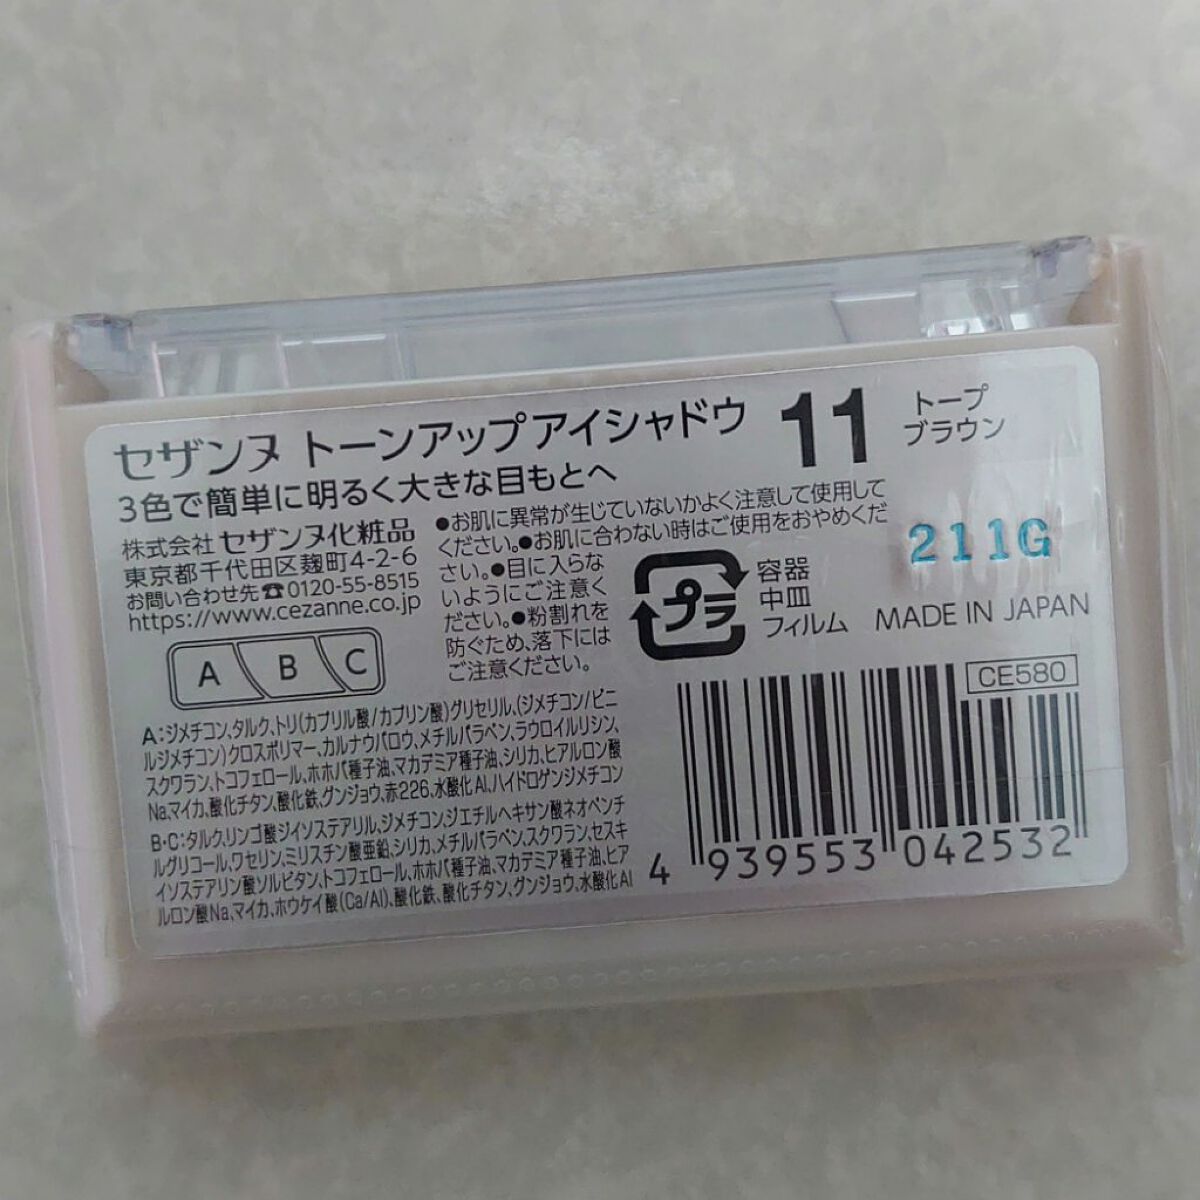 セザンヌ トーンアップアイシャドウ
11
トープ
ブラウン
3色で簡単に明るく大きな目もとへ
株式会社 セザンヌ化粧品
東京都千代田区麹町4-2-6
お問い合わせ先☎0120-55-8515
https://www.cezanne.co.jp
●お肌に異常が生じていないかよく注意して使用して
ください。●お肌に合わない時はご使用をおやめくだ
さい。●目に入らな
いようにご注意く
ださい。●粉割れを
防ぐため、落下には
ご注意ください。
プラ
容器
中皿
フィルム
211G
MADE IN JAPAN
A B C
A:ジメチコン、タルク、トリ(カプリル酸/カプリン酸)グリセリル、(ジメチコン/ビニ
ルジメチコン)クロスポリマー、カルナウバロウ、メチルパラベン、ラウロイルリシン、
スクワラン、トコフェロール、ホホバ種子油、マカデミア種子油、シリカ、ヒアルロン酸
Na、マイカ、酸化チタン、酸化鉄、グンジョウ、赤226、水酸化Al、ハイドロゲンジメチコン
B・C:タルク、リンゴ酸ジイソステアリル、ジメチコン、ジエチルヘキサン酸ネオペンチ
ルグリコール、ワセリン、ミリスチン酸亜鉛、シリカ、メチルパラベン、スクワラン、セスキ
イソステアリン酸ソルビタン、トコフェロール、ホホバ種子油、マカデミア種子油、ヒア
ルロン酸Na、マイカ、ホウケイ酸(Ca/Al)、酸化鉄、酸化チタン、グンジョウ、水酸化Al
CE580
4 939553 042532